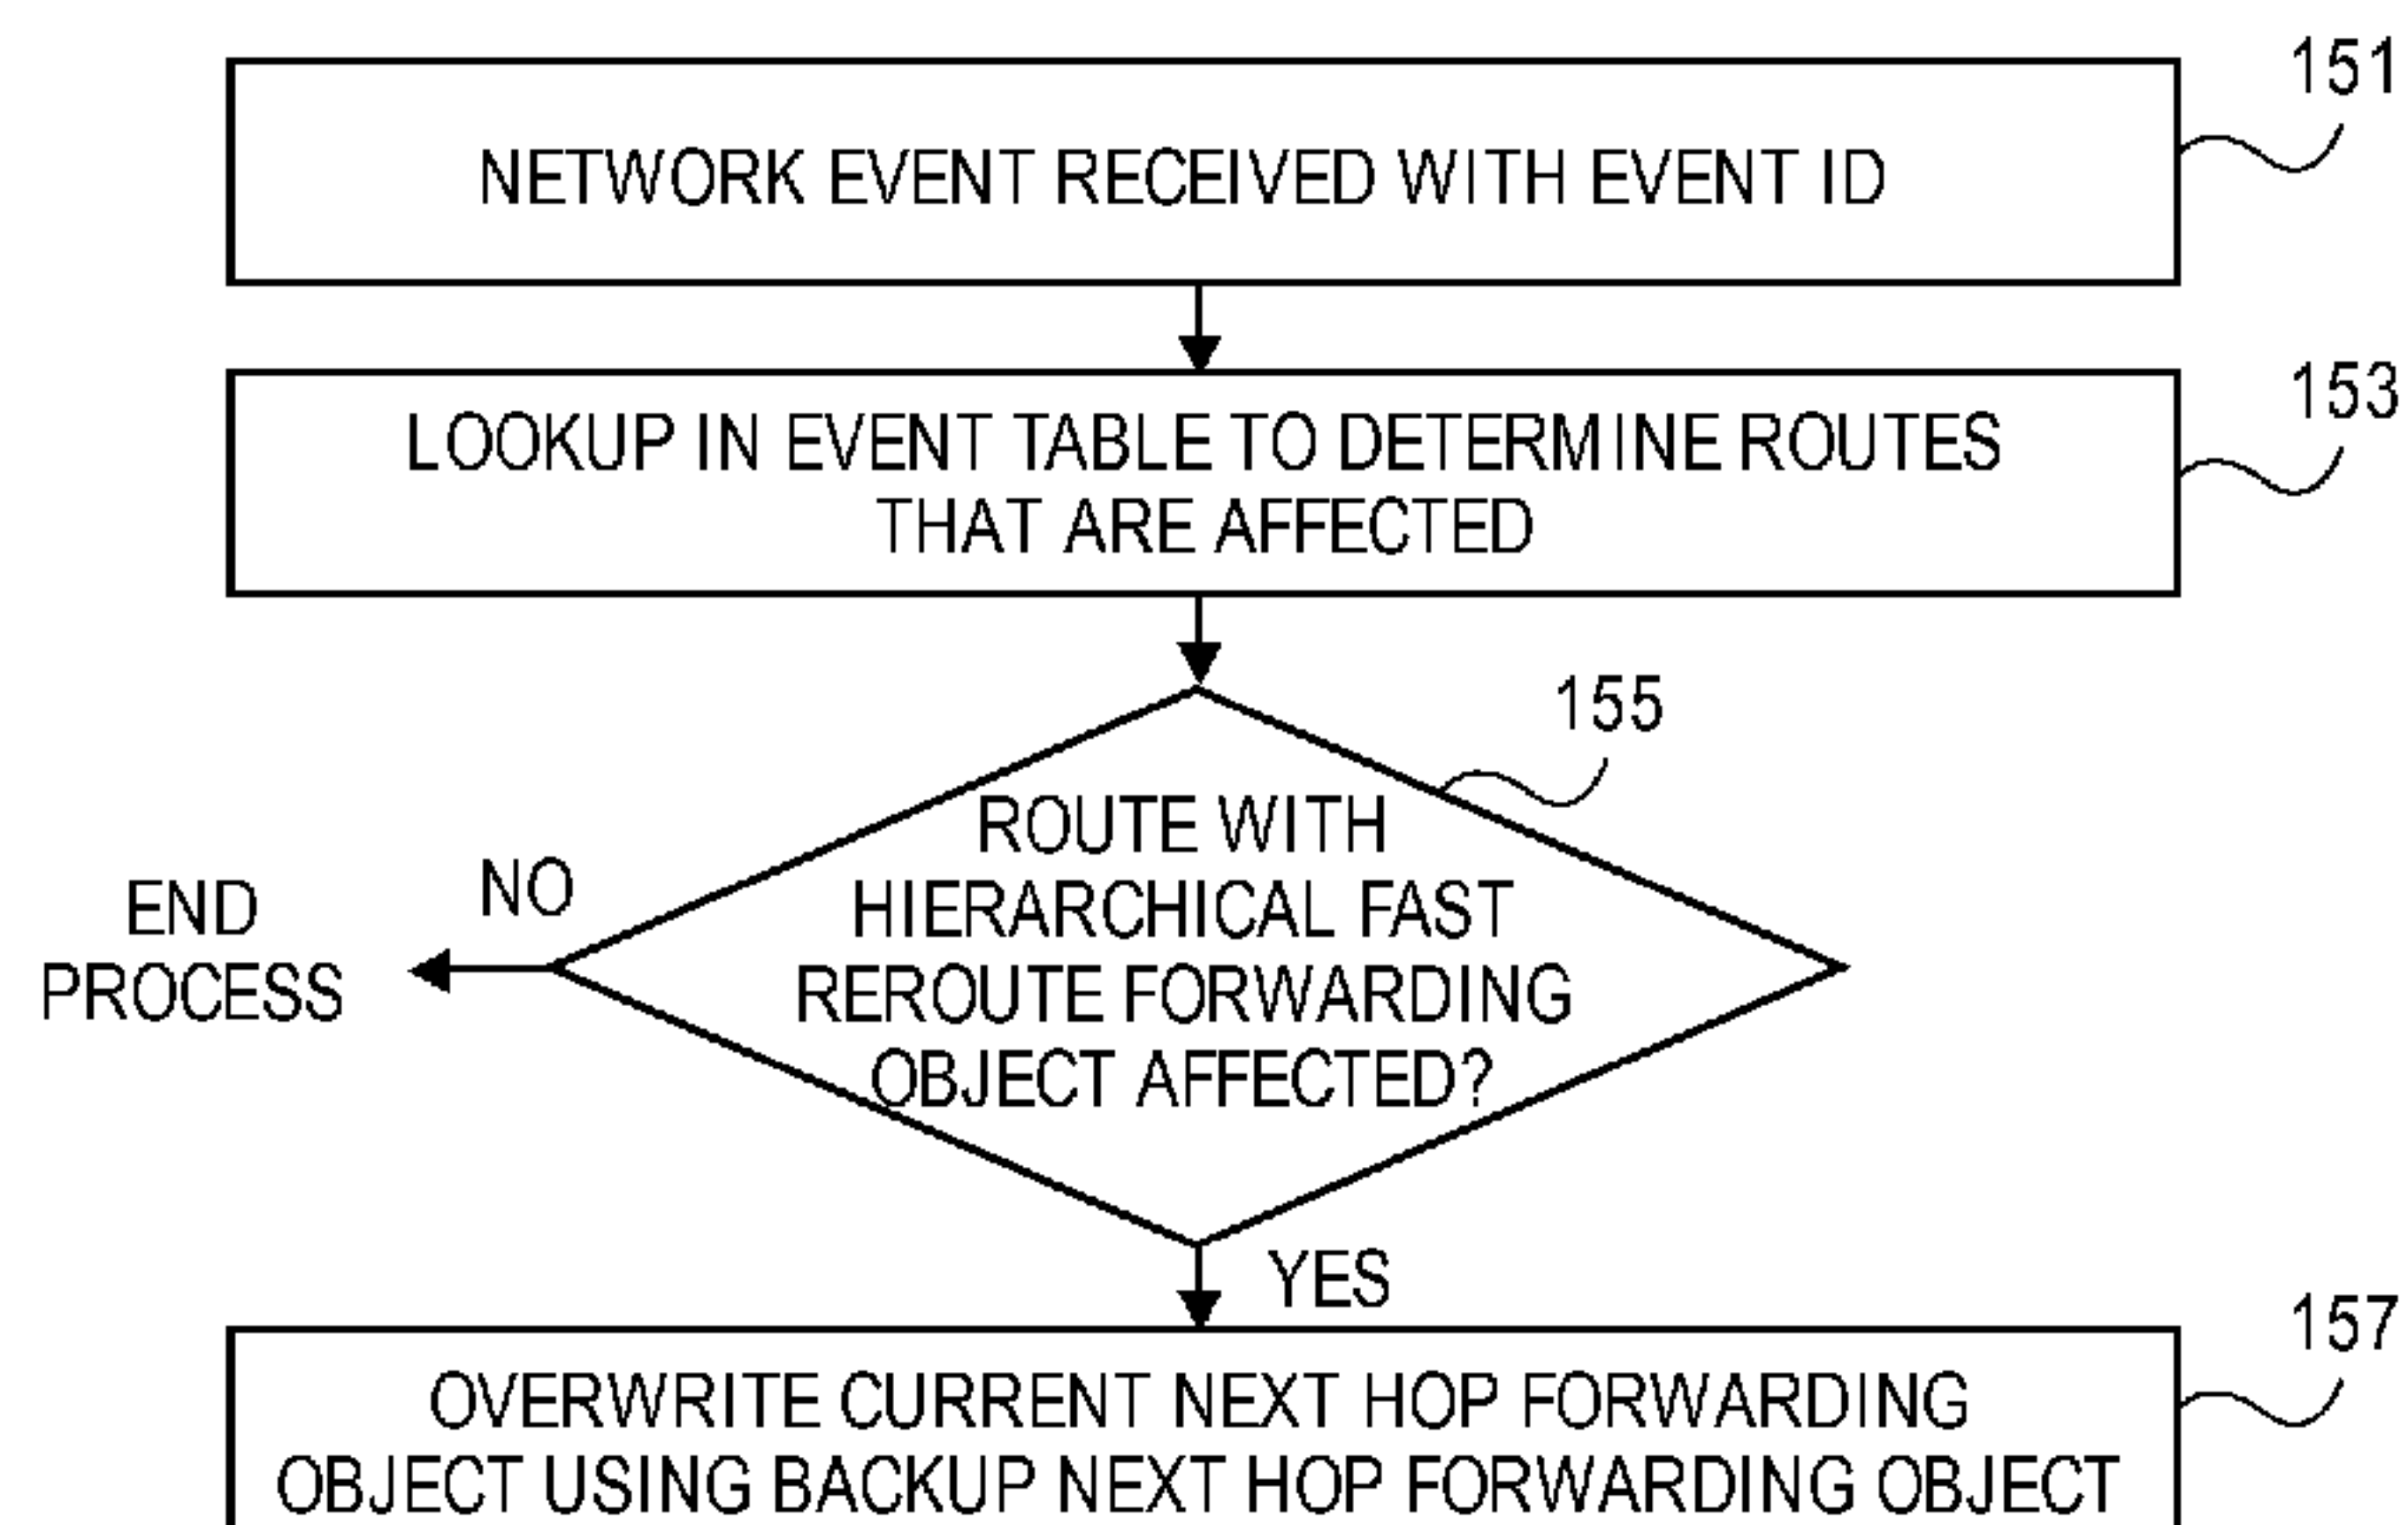 151
NETWORK EVENT RECEIVED WITH EVENT ID
153
LOOKUP IN EVENT TABLE TO DETERMINE ROUTES
THAT ARE AFFECTED
155
ROUTE WITH
HIERARCHICAL FAST
REROUTE FORWARDING
OBJECT AFFECTED?
NO
END
PROCESS
YES
157
OVERWRITE CURRENT NEXT HOP FORWARDING
OBJECT USING BACKUP NEXT HOP FORWARDING OBJECT